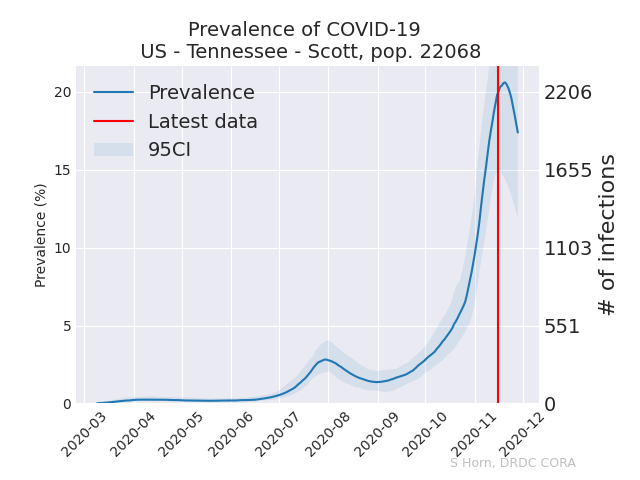 Prevalence of COVID-19
US - Tennessee - Scott, pop. 22068
Prevalence
Latest data
95CI
Prevalence (%)
20
15
10
5
0
2206
1655
1103
551
0
# of infections
2020-03
2020-04
2020-05
2020-06
2020-07
2020-08
2020-09
2020-10
2020-11
2020-12
S Horn, DRDC CORA